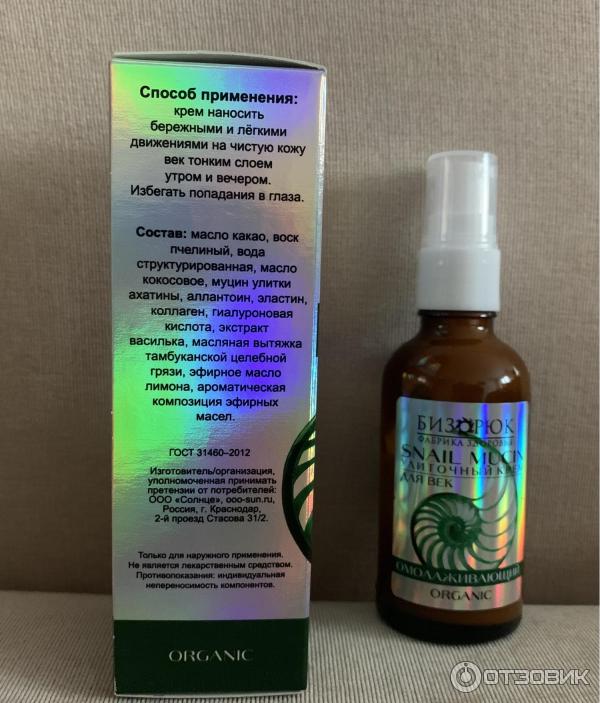 Способ применения:
крем наносить
бережными и лёгкими
движениями на чистую кожу
век тонким слоем
утром и вечером.
Избегать попадания в глаза.
Состав: масло какао, воск
пчелиный, вода
структурированная, масло
кокосовое, муцин улитки
ахатины, аллантоин, эластин,
коллаген, гиалуроновая
кислота, экстракт
василька, масляная вытяжка
тамбуканской целебной
грязи, эфирное масло
лимона, ароматическая
композиция эфирных
масел.
ГОСТ 31460–2012
Изготовитель/организация,
уполномоченная принимать
претензии от потребителей:
ООО «Солнце», ooo-sun.ru,
Россия, г. Краснодар,
2-й проезд Стасова 31/2.
Только для наружного применения.
Не является лекарственным средством.
Противопоказания: индивидуальная
непереносимость компонентов.
ORGANIC
БИЗОРЮК
ФАБРИКА ЗДОРОВЬЯ
SNAIL MUCIN
УЛИТОЧНЫЙ КРЕМ
ДЛЯ ВЕК
ОМОЛАЖИВАЮЩИЙ
ORGANIC
ОТЗОВИК